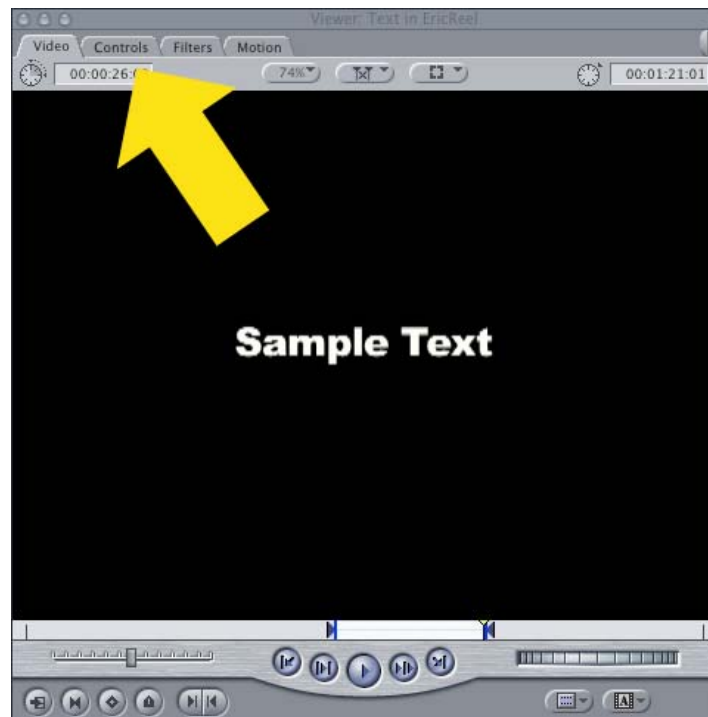 Viewer: Text in EricReel
Video Controls Filters Motion
74% 00:01:21:01
Sample Text
A